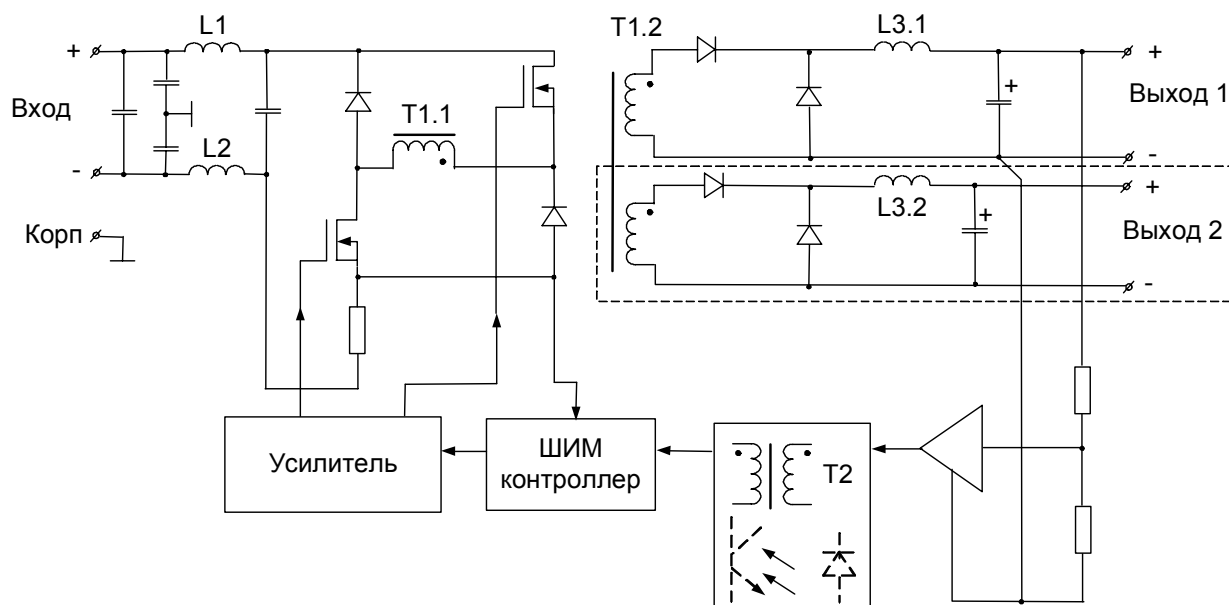 L1
T1.2
L3.1
+
+
+
Выход 1
Вход
T1.1
L2
-
-
+
L3.2
+
Корп
Выход 2
-
Усилитель
ШИМ
контроллер
T2